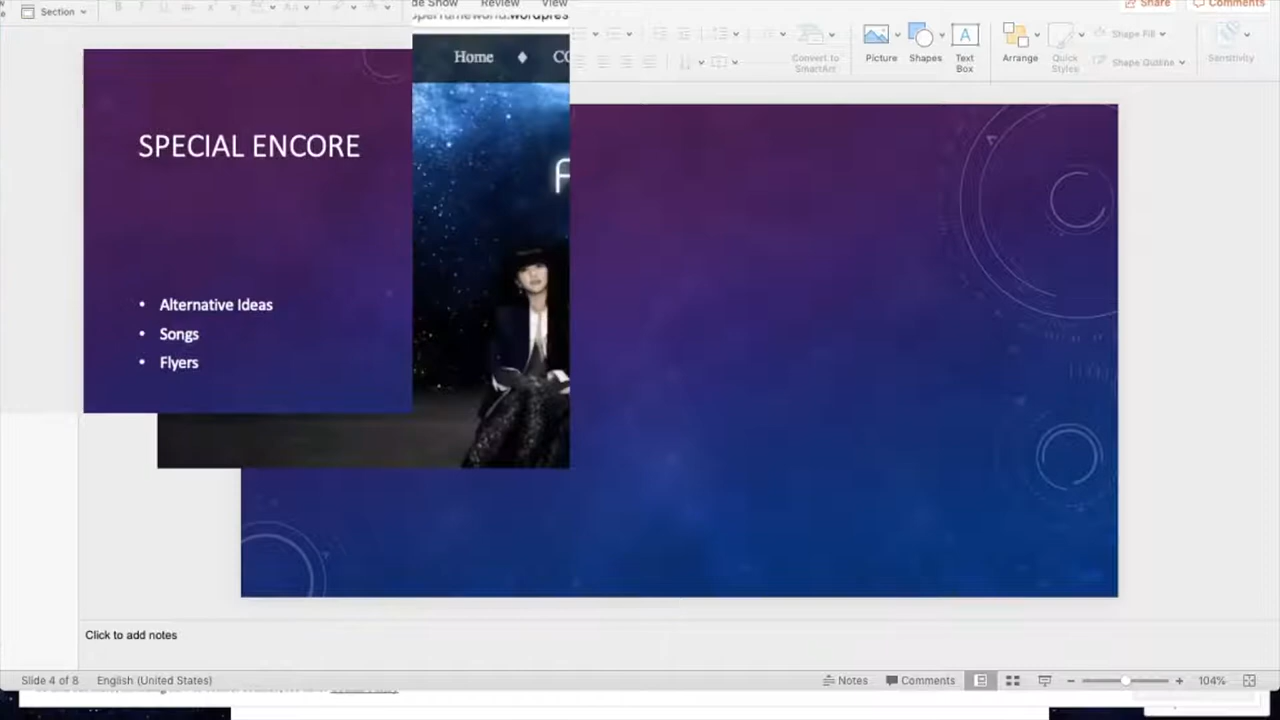 de Show Review View
Share Comments
Section
Home
Convert to
SmartArt
Picture
Shapes
Text
Box
A
Arrange
Quick
Styles
Shape Fill
Shape Outline
Sensitivity
SPECIAL ENCORE
• Alternative Ideas
• Songs
• Flyers
Click to add notes
Slide 4 of 8 English (United States) Notes Comments 104%